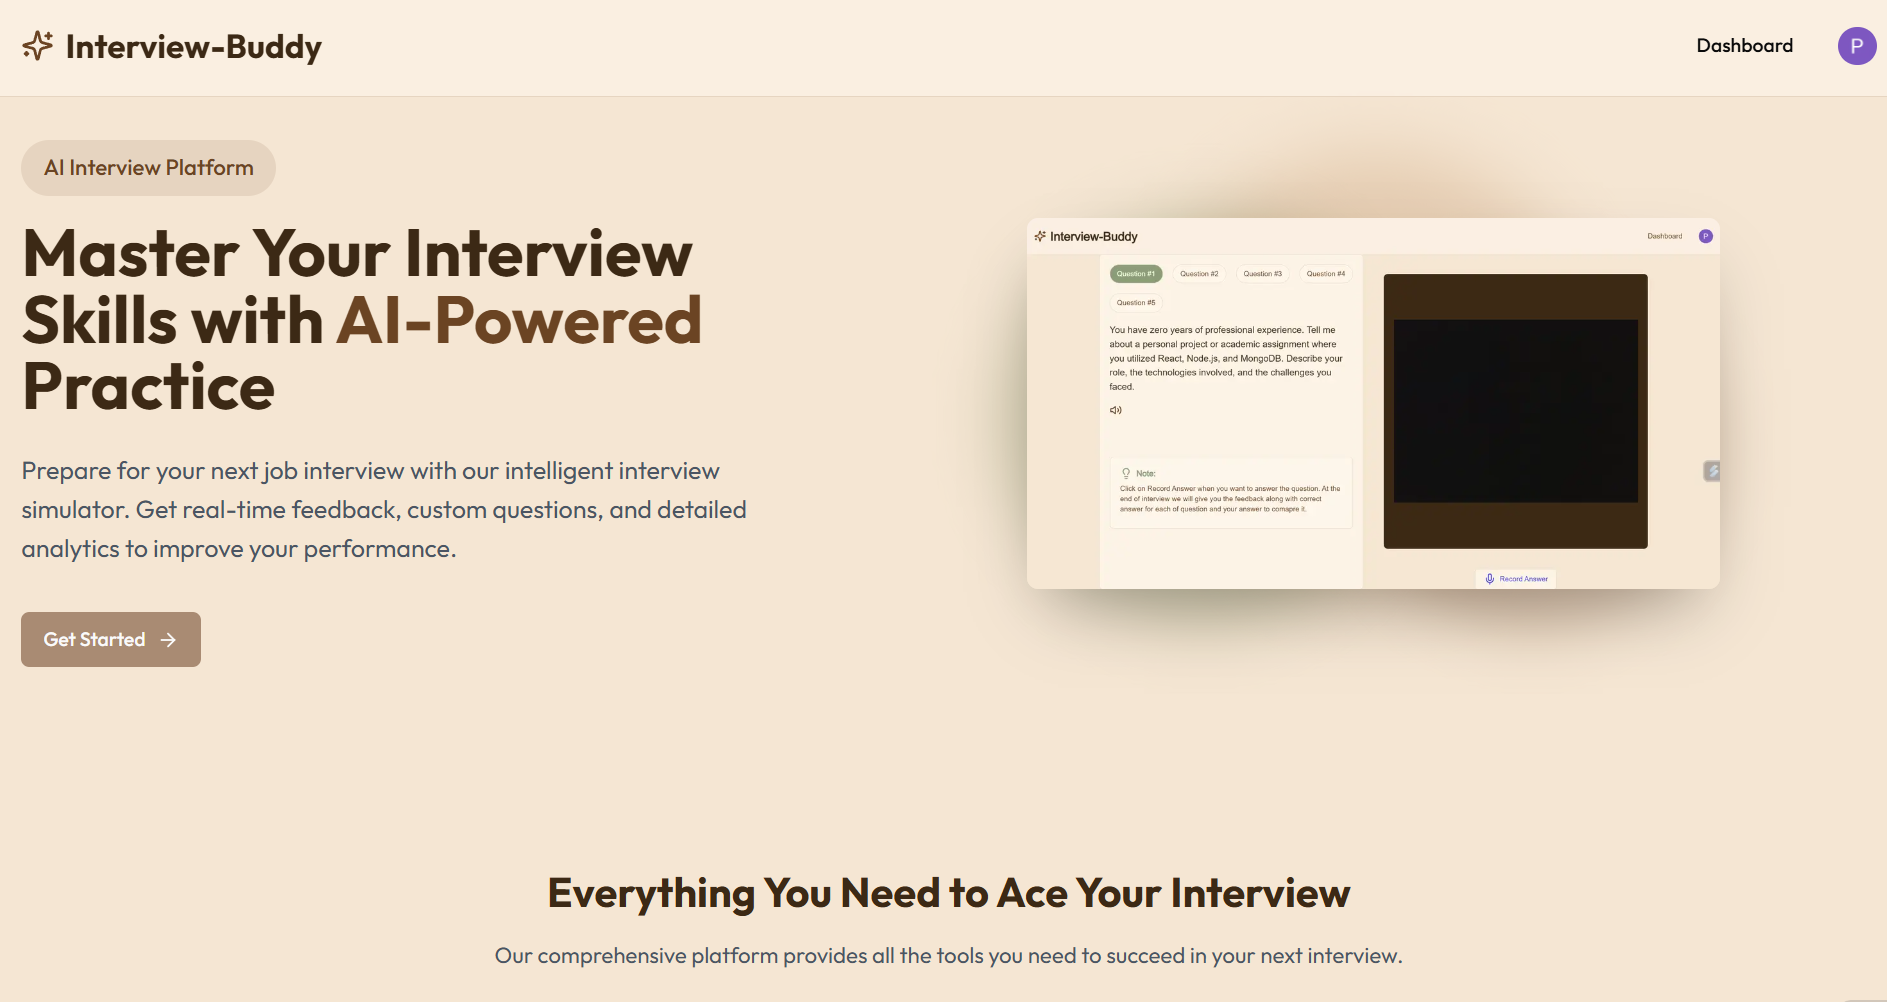 Interview-Buddy
Dashboard
P
AI Interview Platform
Master Your Interview
Skills with AI-Powered
Practice
Prepare for your next job interview with our intelligent interview
simulator. Get real-time feedback, custom questions, and detailed
analytics to improve your performance.
Get Started
Interview-Buddy
Dashboard
P
Question #1
Question #2
Question #3
Question #4
Question #5
You have zero years of professional experience. Tell me
about a personal project or academic assignment where
you utilized React, Node.js, and MongoDB. Describe your
role, the technologies involved, and the challenges you
faced.
Note:
Click on Record Answer when you want to answer the question. At the
end of interview we will give you the feedback along with correct
answer for each of question and your answer to comapre it.
Record Answer
Everything You Need to Ace Your Interview
Our comprehensive platform provides all the tools you need to succeed in your next interview.